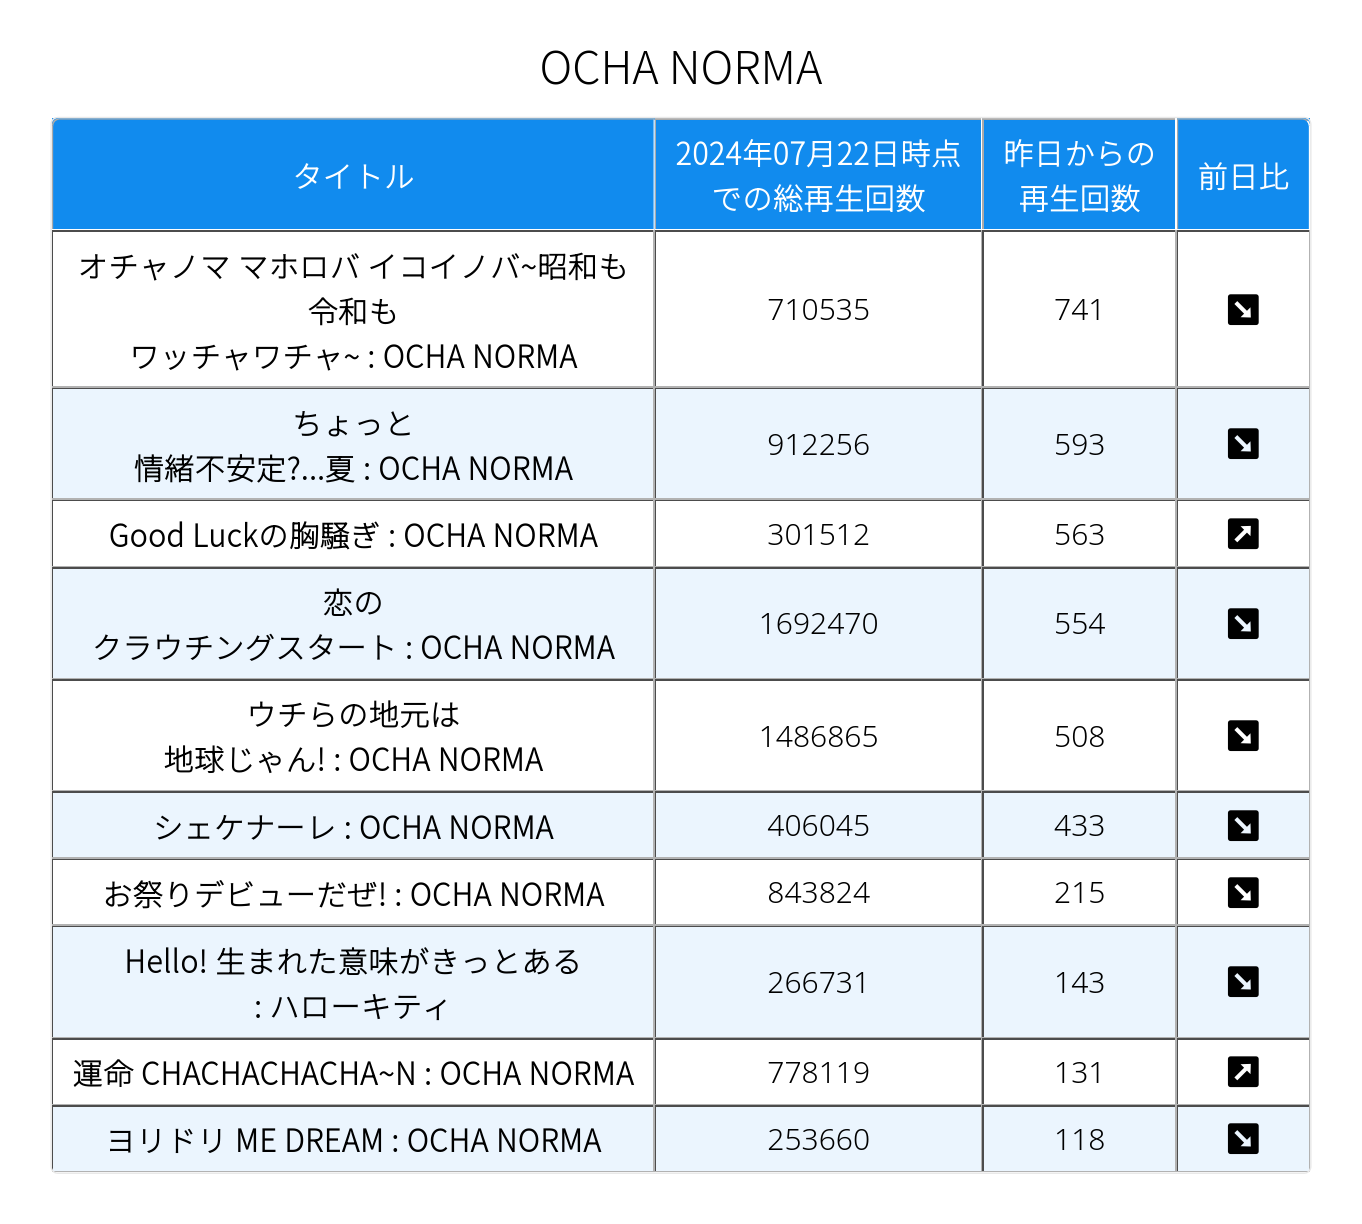 OCHA NORMA
タイトル
2024年07月22日時点
での総再生回数
昨日からの
再生回数
前日比
オチャノマ マホロバ イコイノバ~昭和も
令和も
ワッチャワチャ~ : OCHA NORMA
710535
741
ちょっと
情緒不安定?...夏 : OCHA NORMA
912256
593
Good Luckの胸騒ぎ : OCHA NORMA
301512
563
恋の
クラウチングスタート : OCHA NORMA
1692470
554
ウチらの地元は
地球じゃん! : OCHA NORMA
1486865
508
シェケナーレ : OCHA NORMA
406045
433
お祭りデビューだぜ! : OCHA NORMA
843824
215
Hello! 生まれた意味がきっとある
: ハローキティ
266731
143
運命 CHACHACHACHA~N : OCHA NORMA
778119
131
ヨリドリ ME DREAM : OCHA NORMA
253660
118